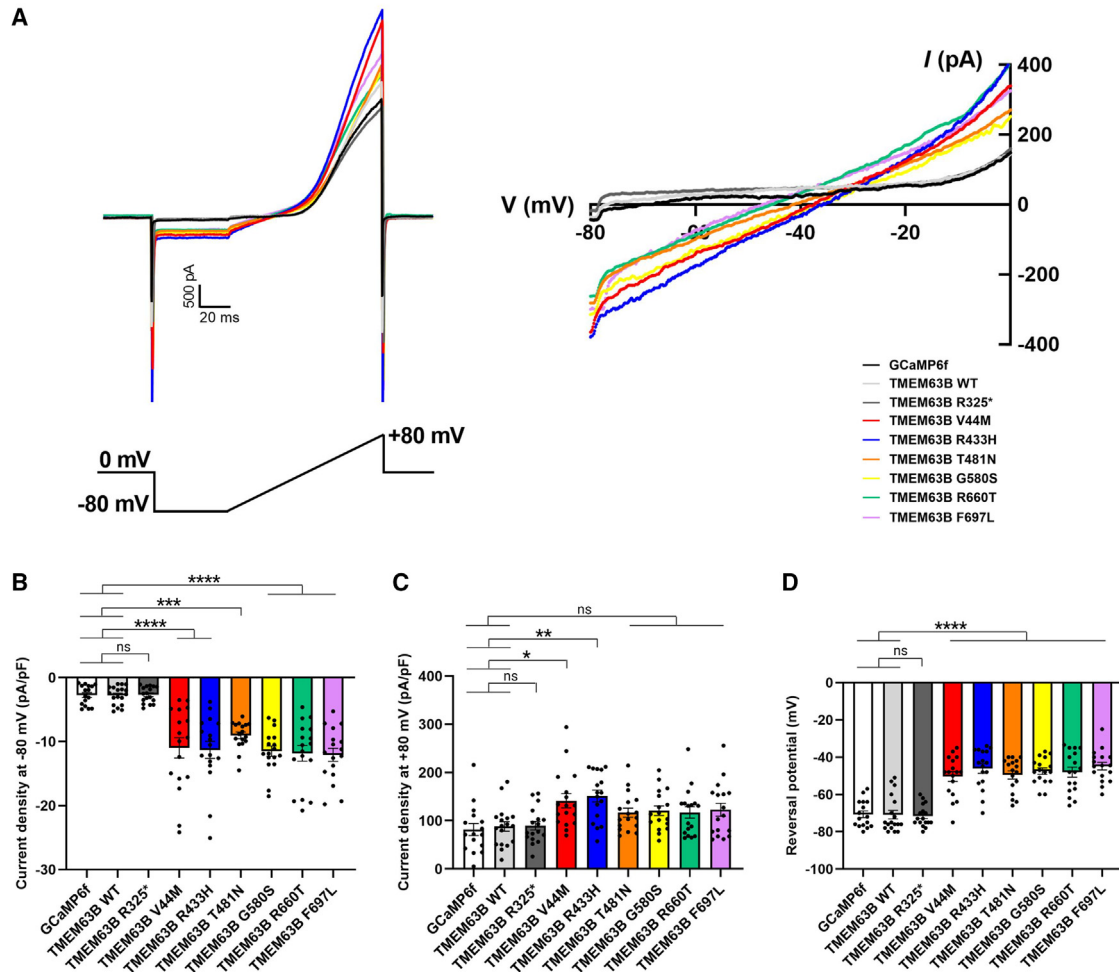 A
500 pA
20 ms
0 mV
-80 mV
+80 mV
I (pA)
V (mV)
400
200
0
-200
-400
-80
-60
-40
-20
GCaMP6f
TMEM63B WT
TMEM63B R325*
TMEM63B V44M
TMEM63B R433H
TMEM63B T481N
TMEM63B G580S
TMEM63B R660T
TMEM63B F697L
B
****
***
****
ns
Current density at -80 mV (pA/pF)
0
-10
-20
-30
GCaMP6f
TMEM63B WT
TMEM63B R325*
TMEM63B V44M
TMEM63B R433H
TMEM63B T481N
TMEM63B G580S
TMEM63B R660T
TMEM63B F697L
C
ns
**
*
ns
Current density at +80 mV (pA/pF)
400
300
200
100
0
GCaMP6f
TMEM63B WT
TMEM63B R325*
TMEM63B V44M
TMEM63B R433H
TMEM63B T481N
TMEM63B G580S
TMEM63B R660T
TMEM63B F697L
D
****
ns
Reversal potential (mV)
0
-20
-40
-60
-80
-100
GCaMP6f
TMEM63B WT
TMEM63B R325*
TMEM63B V44M
TMEM63B R433H
TMEM63B T481N
TMEM63B G580S
TMEM63B R660T
TMEM63B F697L